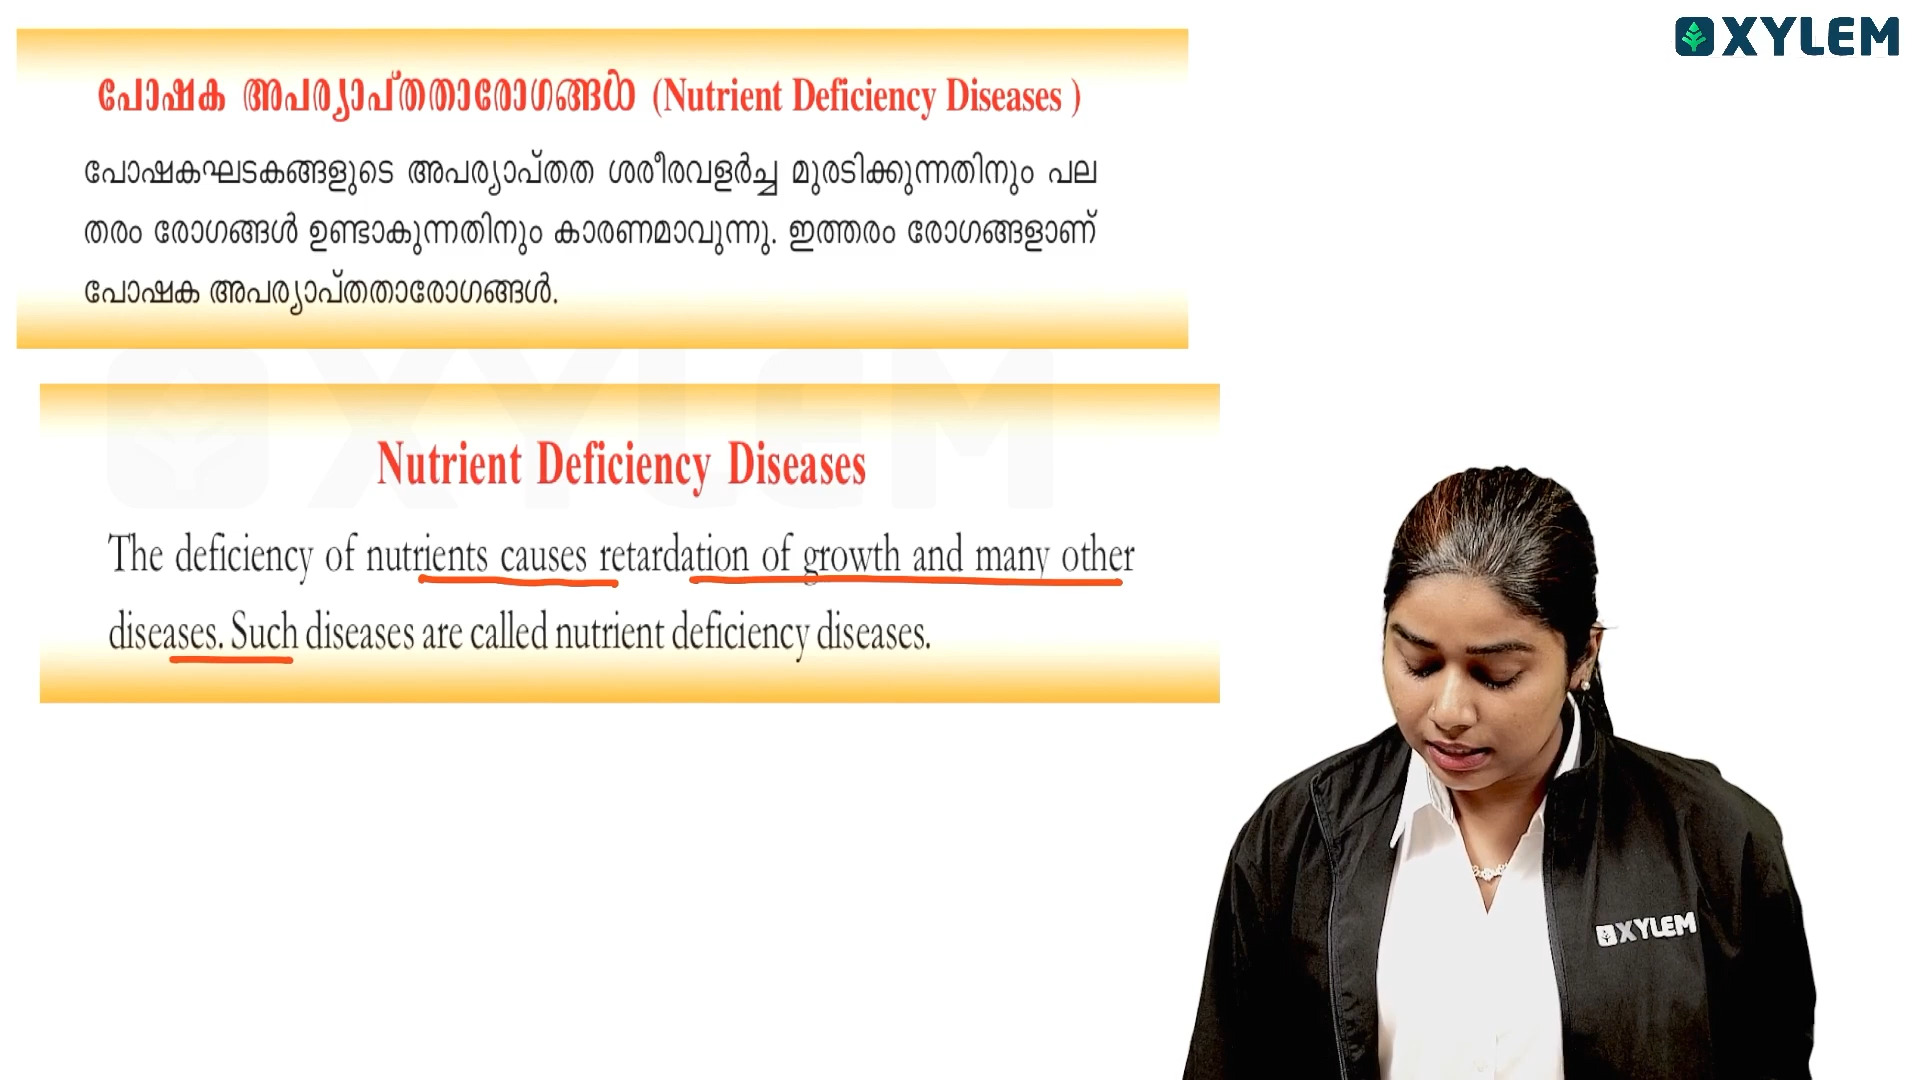 XYLEM
പോഷക അപര്യാപ്തതാരോഗങ്ങൾ (Nutrient Deficiency Diseases )
പോഷകഘടകങ്ങളുടെ അപര്യാപ്തത ശരീരവളർച്ച മുരടിക്കുന്നതിനും പല
തരം രോഗങ്ങൾ ഉണ്ടാകുന്നതിനും കാരണമാവുന്നു. ഇത്തരം രോഗങ്ങളാണ്
പോഷക അപര്യാപ്തതാരോഗങ്ങൾ.
XYLEM
Nutrient Deficiency Diseases
The deficiency of nutrients causes retardation of growth and many other
diseases. Such diseases are called nutrient deficiency diseases.
XYLEM